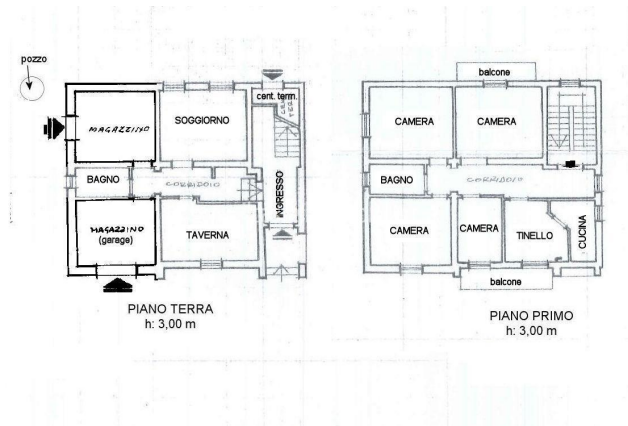 pozzo
cent. term.
MAGAZZINO
SOGGIORNO
BAGNO
CORRIDOIO
INGRESSO
MAGAZZINO
(garage)
TAVERNA
PIANO TERRA
h: 3,00 m
balcone
CAMERA
CAMERA
BAGNO
CORRIDOIO
CAMERA
CAMERA
TINELLO
CUCINA
balcone
PIANO PRIMO
h: 3,00 m